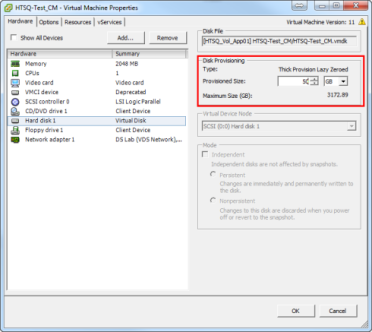 HTSQ-Test_CM - Virtual Machine Properties
Hardware Options Resources vServices
Virtual Machine Version: 11
Show All Devices
Add...
Remove
Hardware Summary
Memory 2048 MB
CPUs 1
Video card Video card
VMCI device Deprecated
SCSI controller 0 LSI Logic Parallel
CD/DVD drive 1 Client Device
Hard disk 1 Virtual Disk
Floppy drive 1 Client Device
Network adapter 1 DS Lab (VDS Network),...
Disk File
[HTSQ_Vol_App01] HTSQ-Test_CM/HTSQ-Test_CM.vmdk
Disk Provisioning
Type: Thick Provision Lazy Zeroed
Provisioned Size: GB
Maximum Size (GB): 3172.89
Virtual Device Node
SCSI (0:0) Hard disk 1
Mode
Independent
Independent disks are not affected by snapshots.
Persistent
Changes are immediately and permanently written to
the disk.
Nonpersistent
Changes to this disk are discarded when you power
off or revert to the snapshot.
OK
Cancel